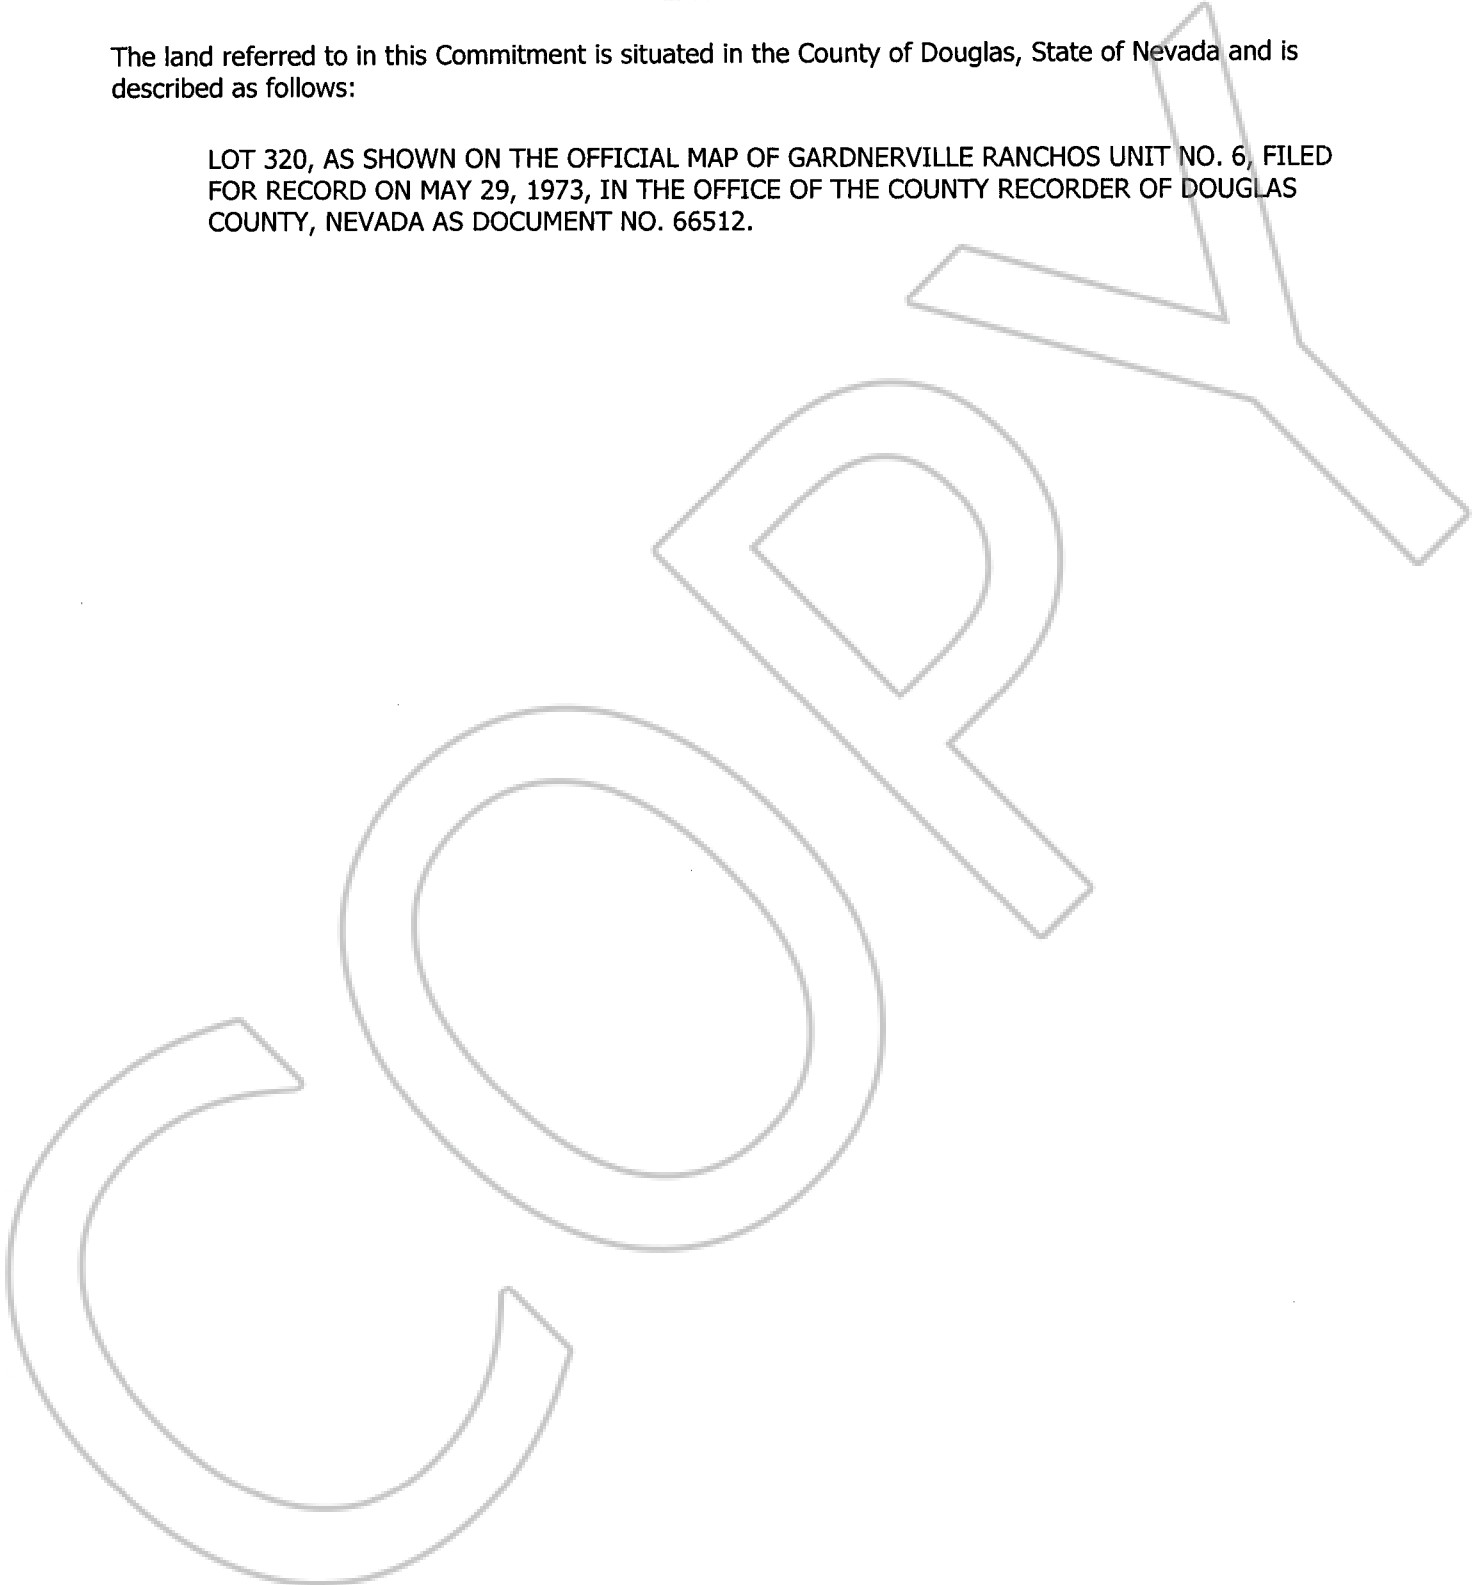 The land referred to in this Commitment is situated in the County of Douglas, State of Nevada and is
described as follows:
LOT 320, AS SHOWN ON THE OFFICIAL MAP OF GARDNERVILLE RANCHOS UNIT NO. 6, FILED
FOR RECORD ON MAY 29, 1973, IN THE OFFICE OF THE COUNTY RECORDER OF DOUGLAS
COUNTY, NEVADA AS DOCUMENT NO. 66512.
COPY